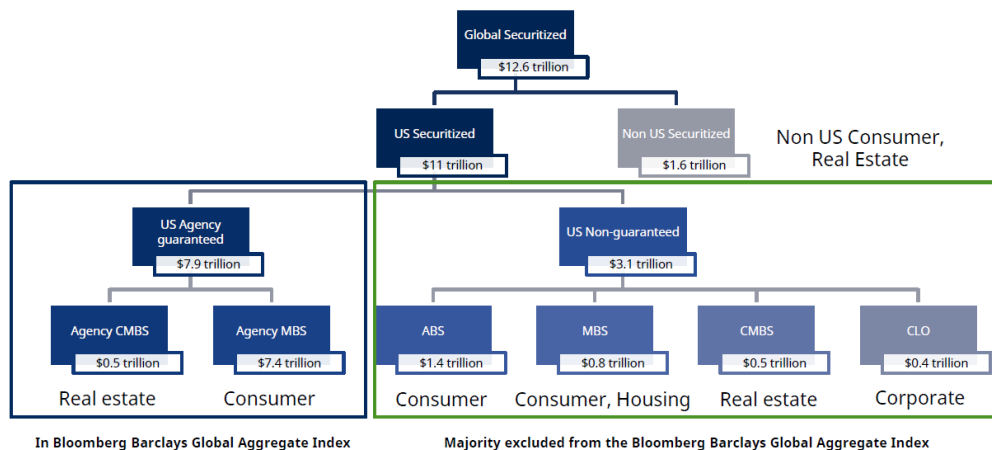 Global Securitized
$12.6 trillion
US Securitized
$11 trillion
Non US Securitized
$1.6 trillion
Non US Consumer,
Real Estate
US Agency
guaranteed
$7.9 trillion
US Non-guaranteed
$3.1 trillion
Agency CMBS
$0.5 trillion
Agency MBS
$7.4 trillion
ABS
$1.4 trillion
MBS
$0.8 trillion
CMBS
$0.5 trillion
CLO
$0.4 trillion
Real estate
Consumer
Consumer
Consumer, Housing
Real estate
Corporate
In Bloomberg Barclays Global Aggregate Index
Majority excluded from the Bloomberg Barclays Global Aggregate Index